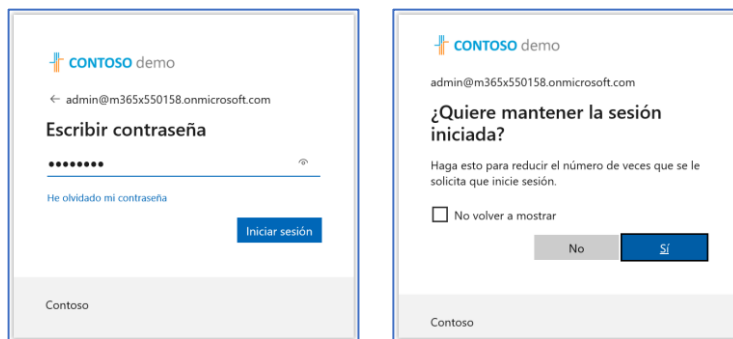 CONTOSO demo
← admin@m365x550158.onmicrosoft.com
Escribir contraseña
••••••••
He olvidado mi contraseña
Iniciar sesión
Contoso
CONTOSO demo
admin@m365x550158.onmicrosoft.com
¿Quiere mantener la sesión
iniciada?
Haga esto para reducir el número de veces que se le
solicita que inicie sesión.
No volver a mostrar
No
Sí
Contoso